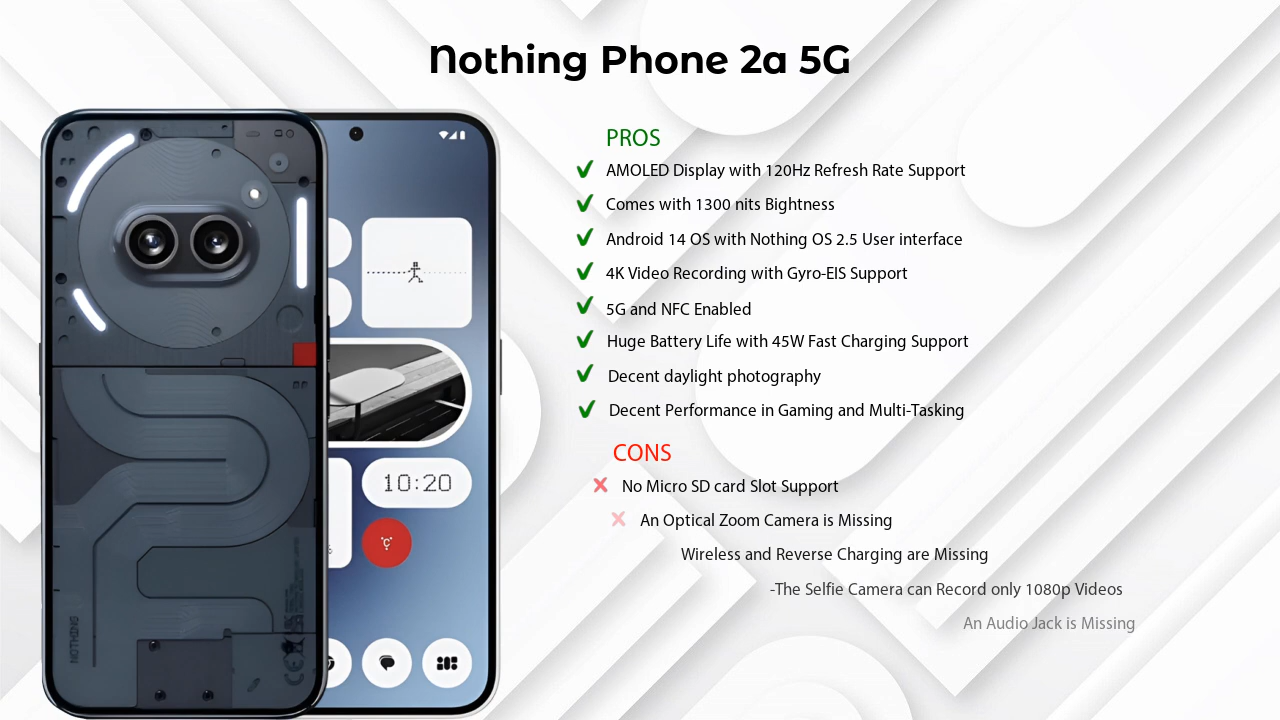 Nothing Phone 2a 5G
PROS
AMOLED Display with 120Hz Refresh Rate Support
Comes with 1300 nits Bightness
Android 14 OS with Nothing OS 2.5 User interface
4K Video Recording with Gyro-EIS Support
5G and NFC Enabled
Huge Battery Life with 45W Fast Charging Support
Decent daylight photography
Decent Performance in Gaming and Multi-Tasking
CONS
No Micro SD card Slot Support
An Optical Zoom Camera is Missing
Wireless and Reverse Charging are Missing
-The Selfie Camera can Record only 1080p Videos
An Audio Jack is Missing
10:20
NOTHING